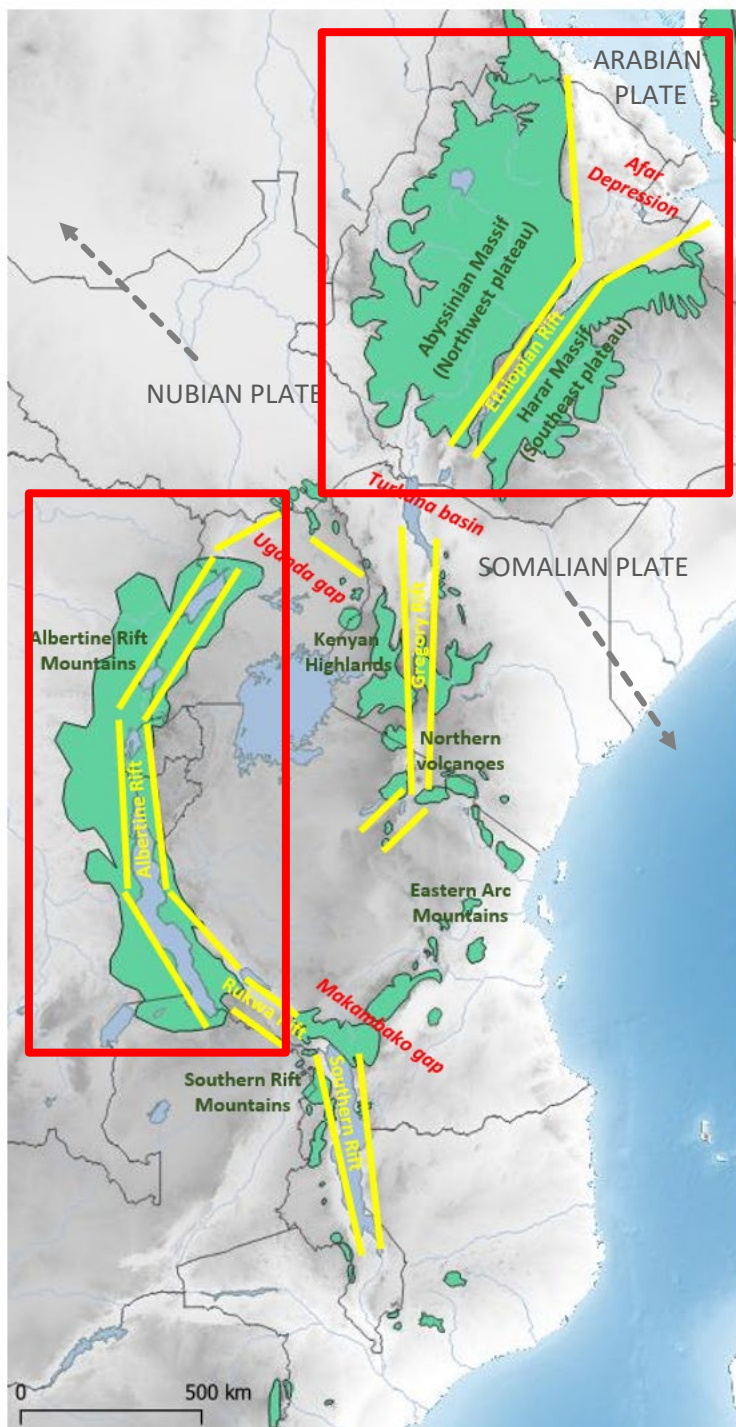 ARABIAN
PLATE
Afar
Depression
Abyssinian Massif
(Northwest plateau)
Ethiopian Rift
Harar Massif
(Southeast plateau)
NUBIAN PLATE
Turkana basin
Uganda gap
SOMALIAN PLATE
Albertine Rift
Mountains
Kenyan
Highlands
Gregory Rift
Northern
volcanoes
Albertine Rift
Eastern Arc
Mountains
Rukwa Rift
Makambako gap
Southern Rift
Mountains
Southern Rift
0 500 km